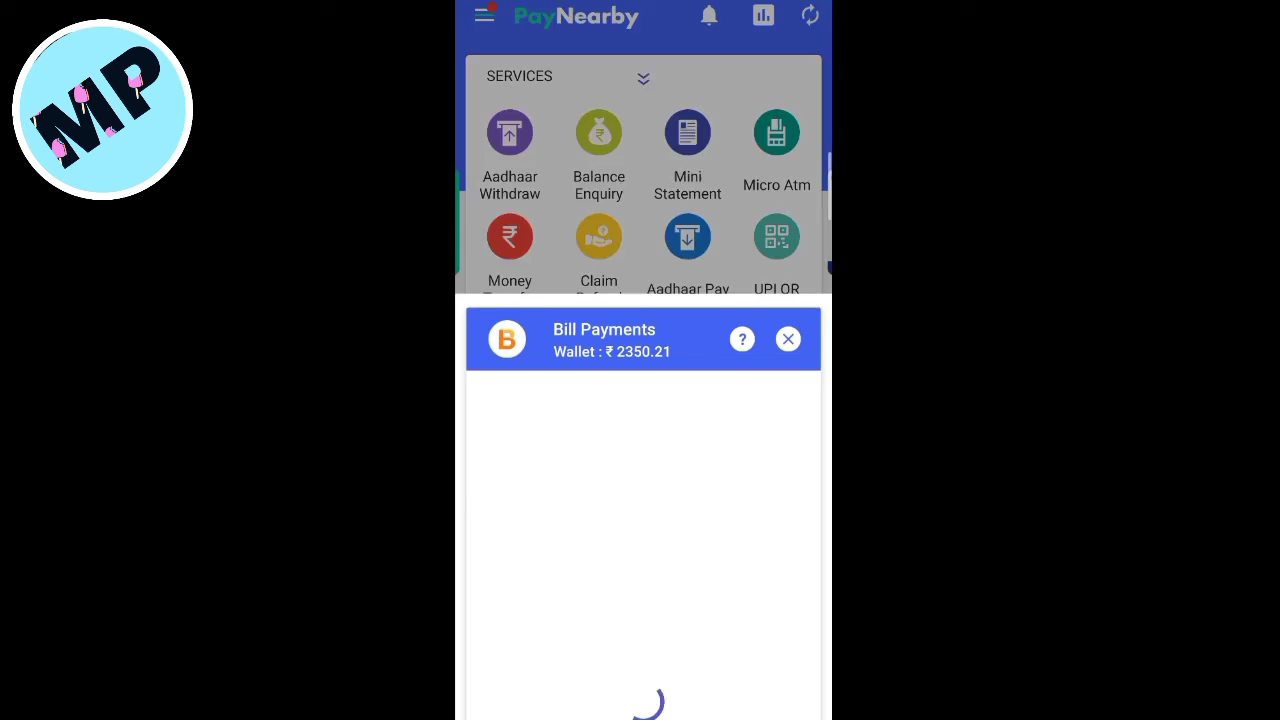 MP
PayNearby
SERVICES
Aadhaar
Withdraw
Balance
Enquiry
Mini
Statement
Micro Atm
Money
Claim
Aadhaar Pay
UPI QR
B
Bill Payments
Wallet : ₹ 2350.21
?